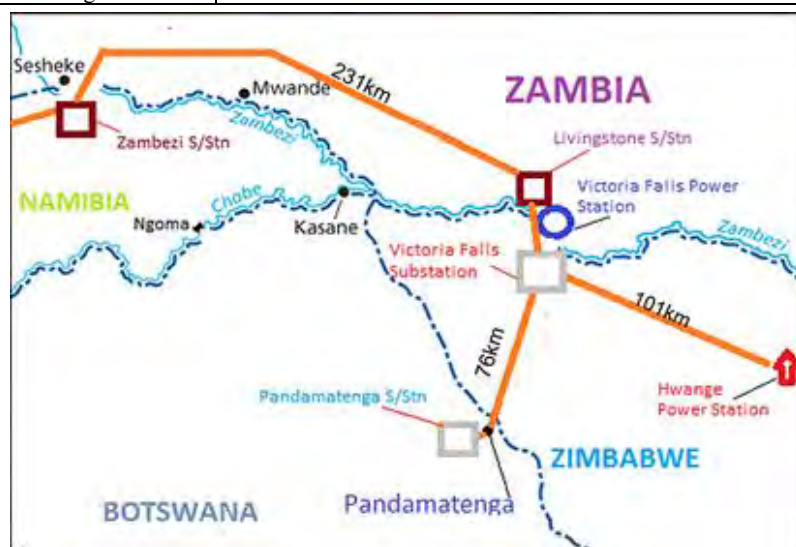 Sesheke
Mwande
231km
ZAMBIA
Zambezi
Zambezi S/Stn
Livingstone S/Stn
NAMIBIA
Chobe
Victoria Falls Power
Station
Ngoma
Kasane
Victoria Falls
Substation
Zambezi
101km
76km
Pandamatenga S/Stn
Hwange
Power Station
ZIMBABWE
Pandamatenga
BOTSWANA